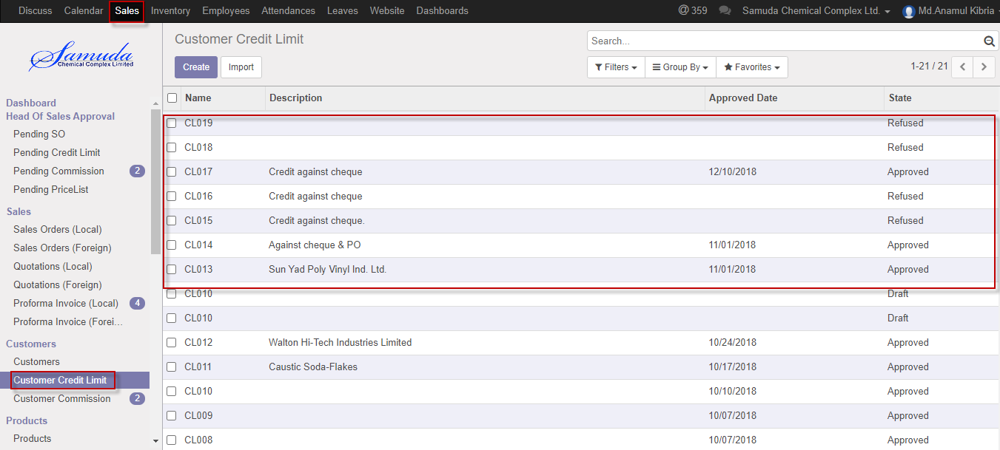 Discuss Calendar Sales Inventory Employees Attendances Leaves Website Dashboards @ 359 Samuda Chemical Complex Ltd. Md.Anamul Kibria
Samuda
Chemical Complex Limited
Dashboard
Head Of Sales Approval
Pending SO
Pending Credit Limit
Pending Commission 2
Pending PriceList
Sales
Sales Orders (Local)
Sales Orders (Foreign)
Quotations (Local)
Quotations (Foreign)
Proforma Invoice (Local) 4
Proforma Invoice (Forei...
Customers
Customers
Customer Credit Limit
Customer Commission 2
Products
Products
Customer Credit Limit
Search...
Create Import
Filters Group By Favorites 1-21 / 21
Name Description Approved Date State
CL019 Refused
CL018 Refused
CL017 Credit against cheque 12/10/2018 Approved
CL016 Credit against cheque Refused
CL015 Credit against cheque. Refused
CL014 Against cheque & PO 11/01/2018 Approved
CL013 Sun Yad Poly Vinyl Ind. Ltd. 11/01/2018 Approved
CL010 Draft
CL010 Draft
CL012 Walton Hi-Tech Industries Limited 10/24/2018 Approved
CL011 Caustic Soda-Flakes 10/17/2018 Approved
CL010 10/10/2018 Approved
CL009 10/07/2018 Approved
CL008 10/07/2018 Approved